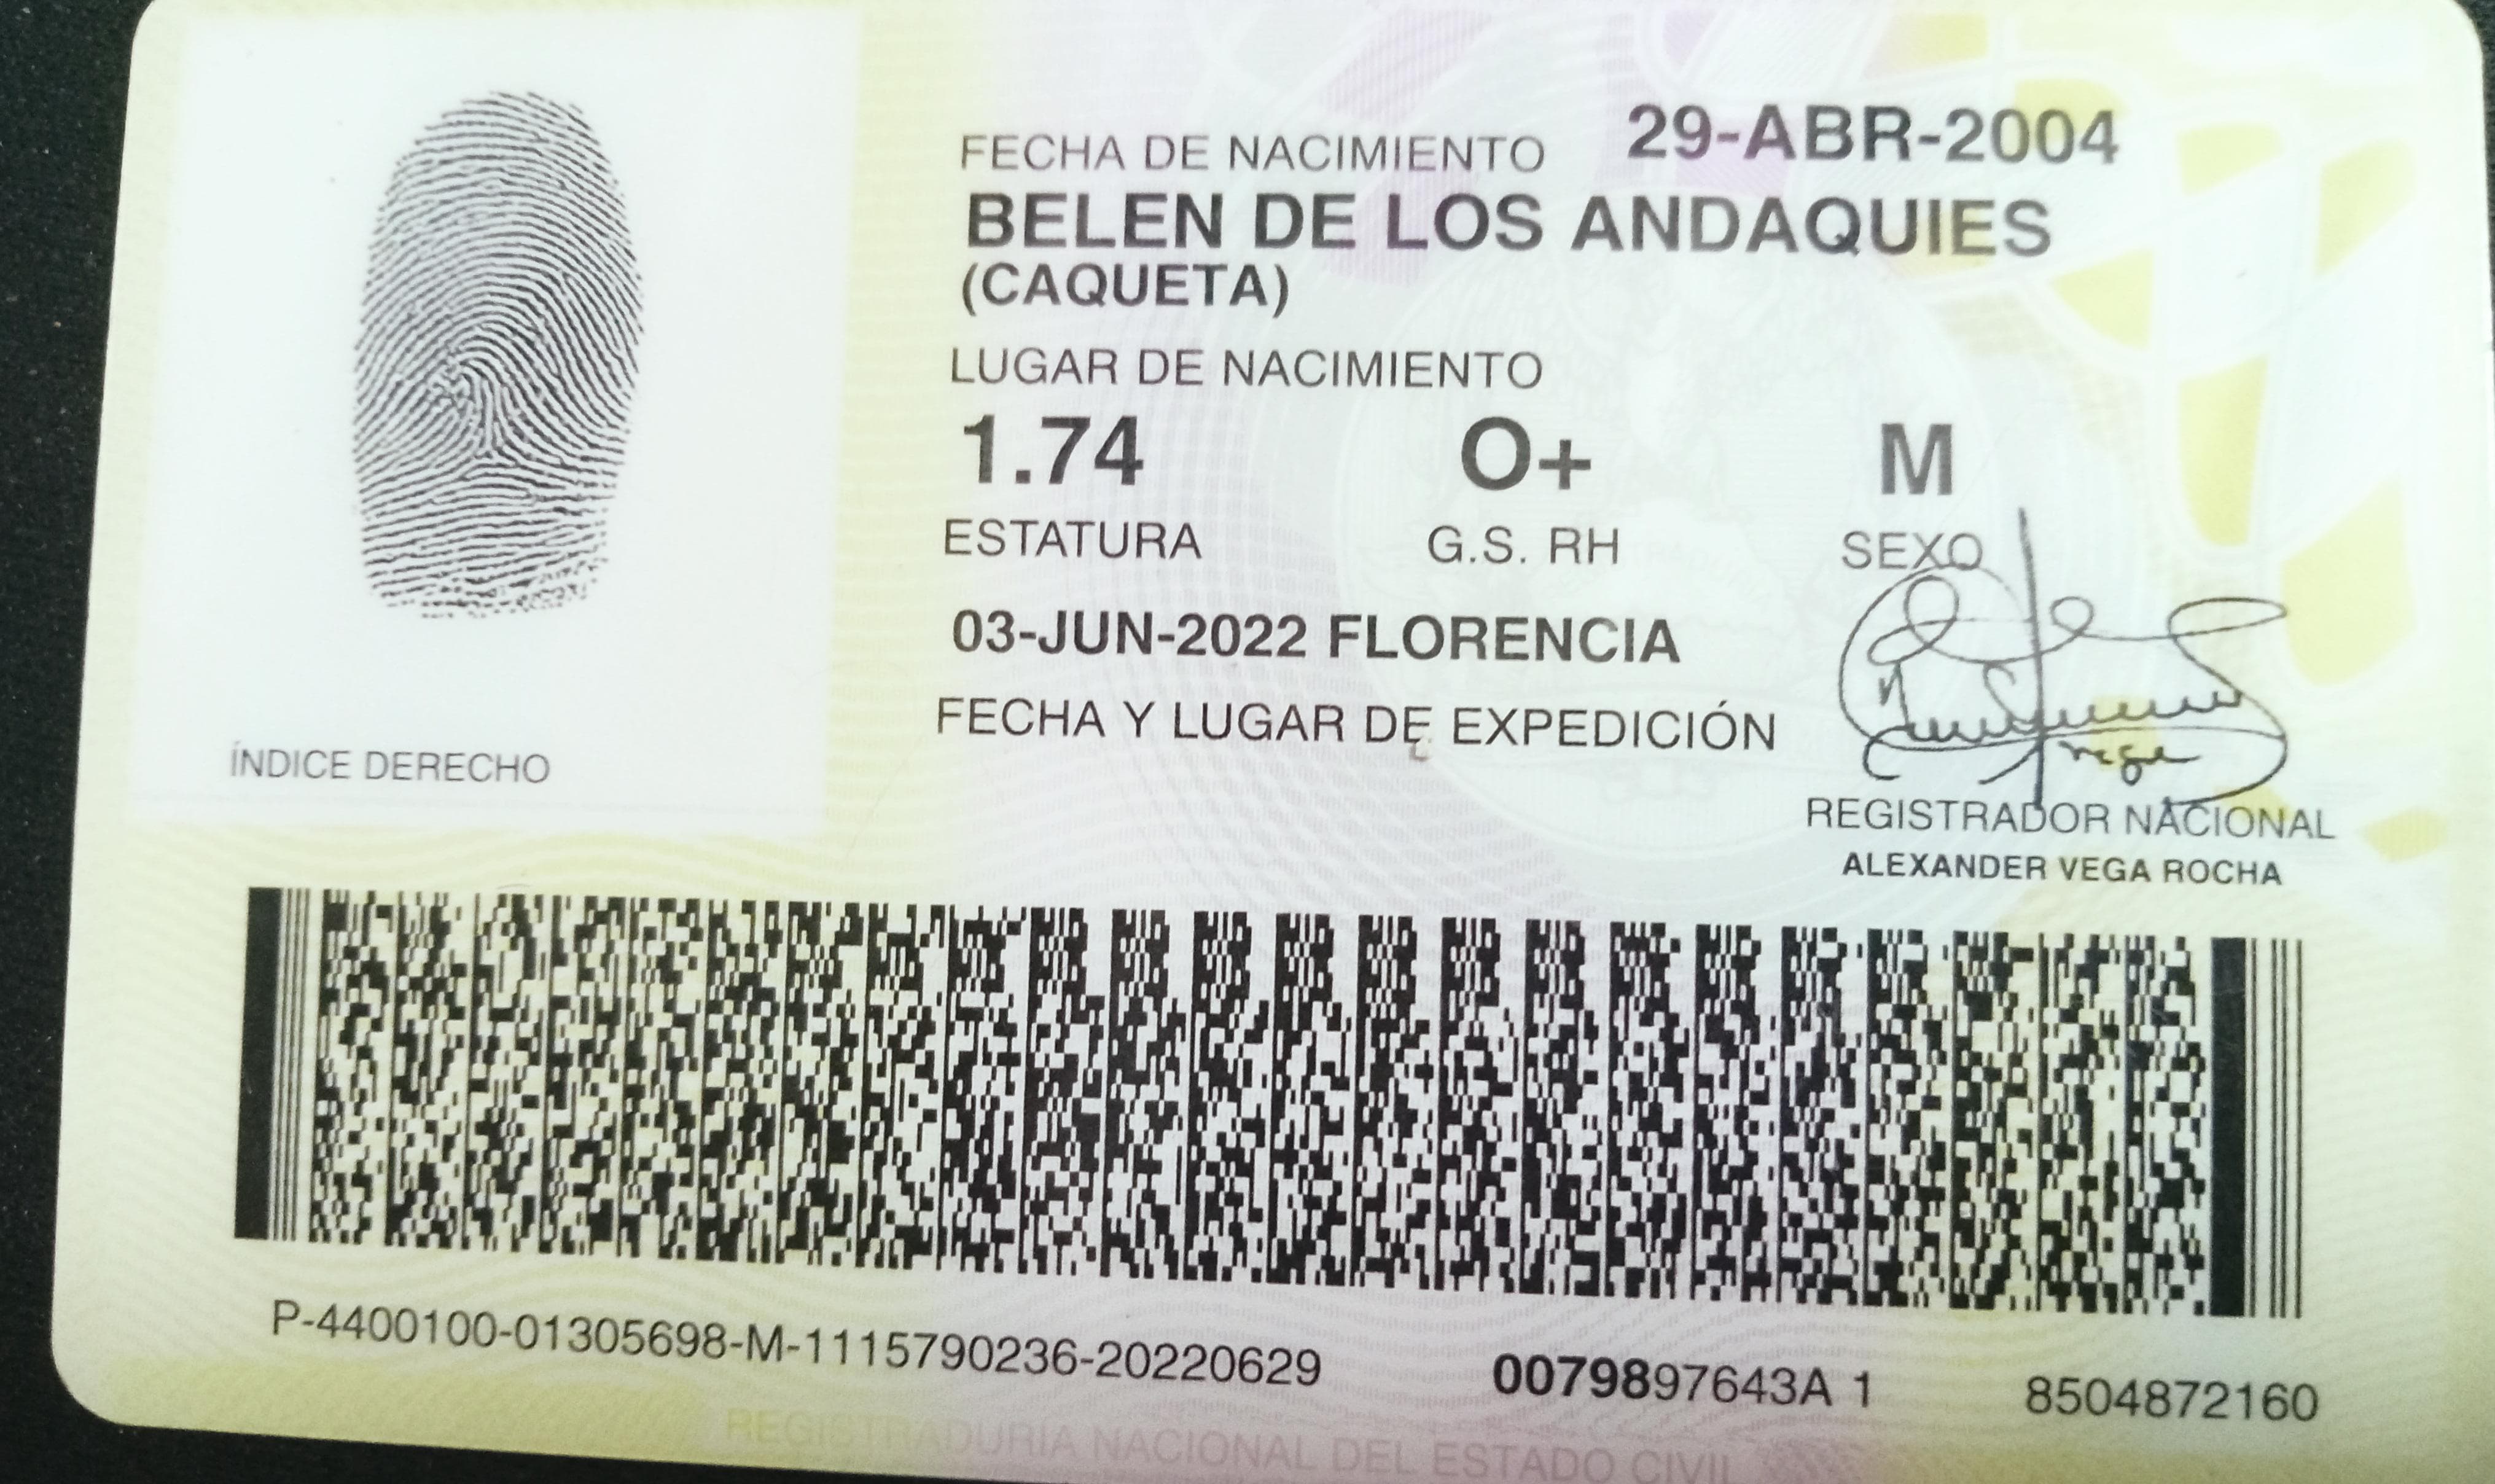 FECHA DE NACIMIENTO 29-ABR-2004
BELEN DE LOS ANDAQUIES
(CAQUETA)
LUGAR DE NACIMIENTO
1.74 O+ M
ESTATURA G.S. RH SEXO
03-JUN-2022 FLORENCIA
FECHA Y LUGAR DE EXPEDICIÓN
ÍNDICE DERECHO
REGISTRADOR NACIONAL
ALEXANDER VEGA ROCHA
P-4400100-01305698-M-1115790236-20220629 0079897643A 1 8504872160
REGISTRADURIA NACIONAL DEL ESTADO CIVIL